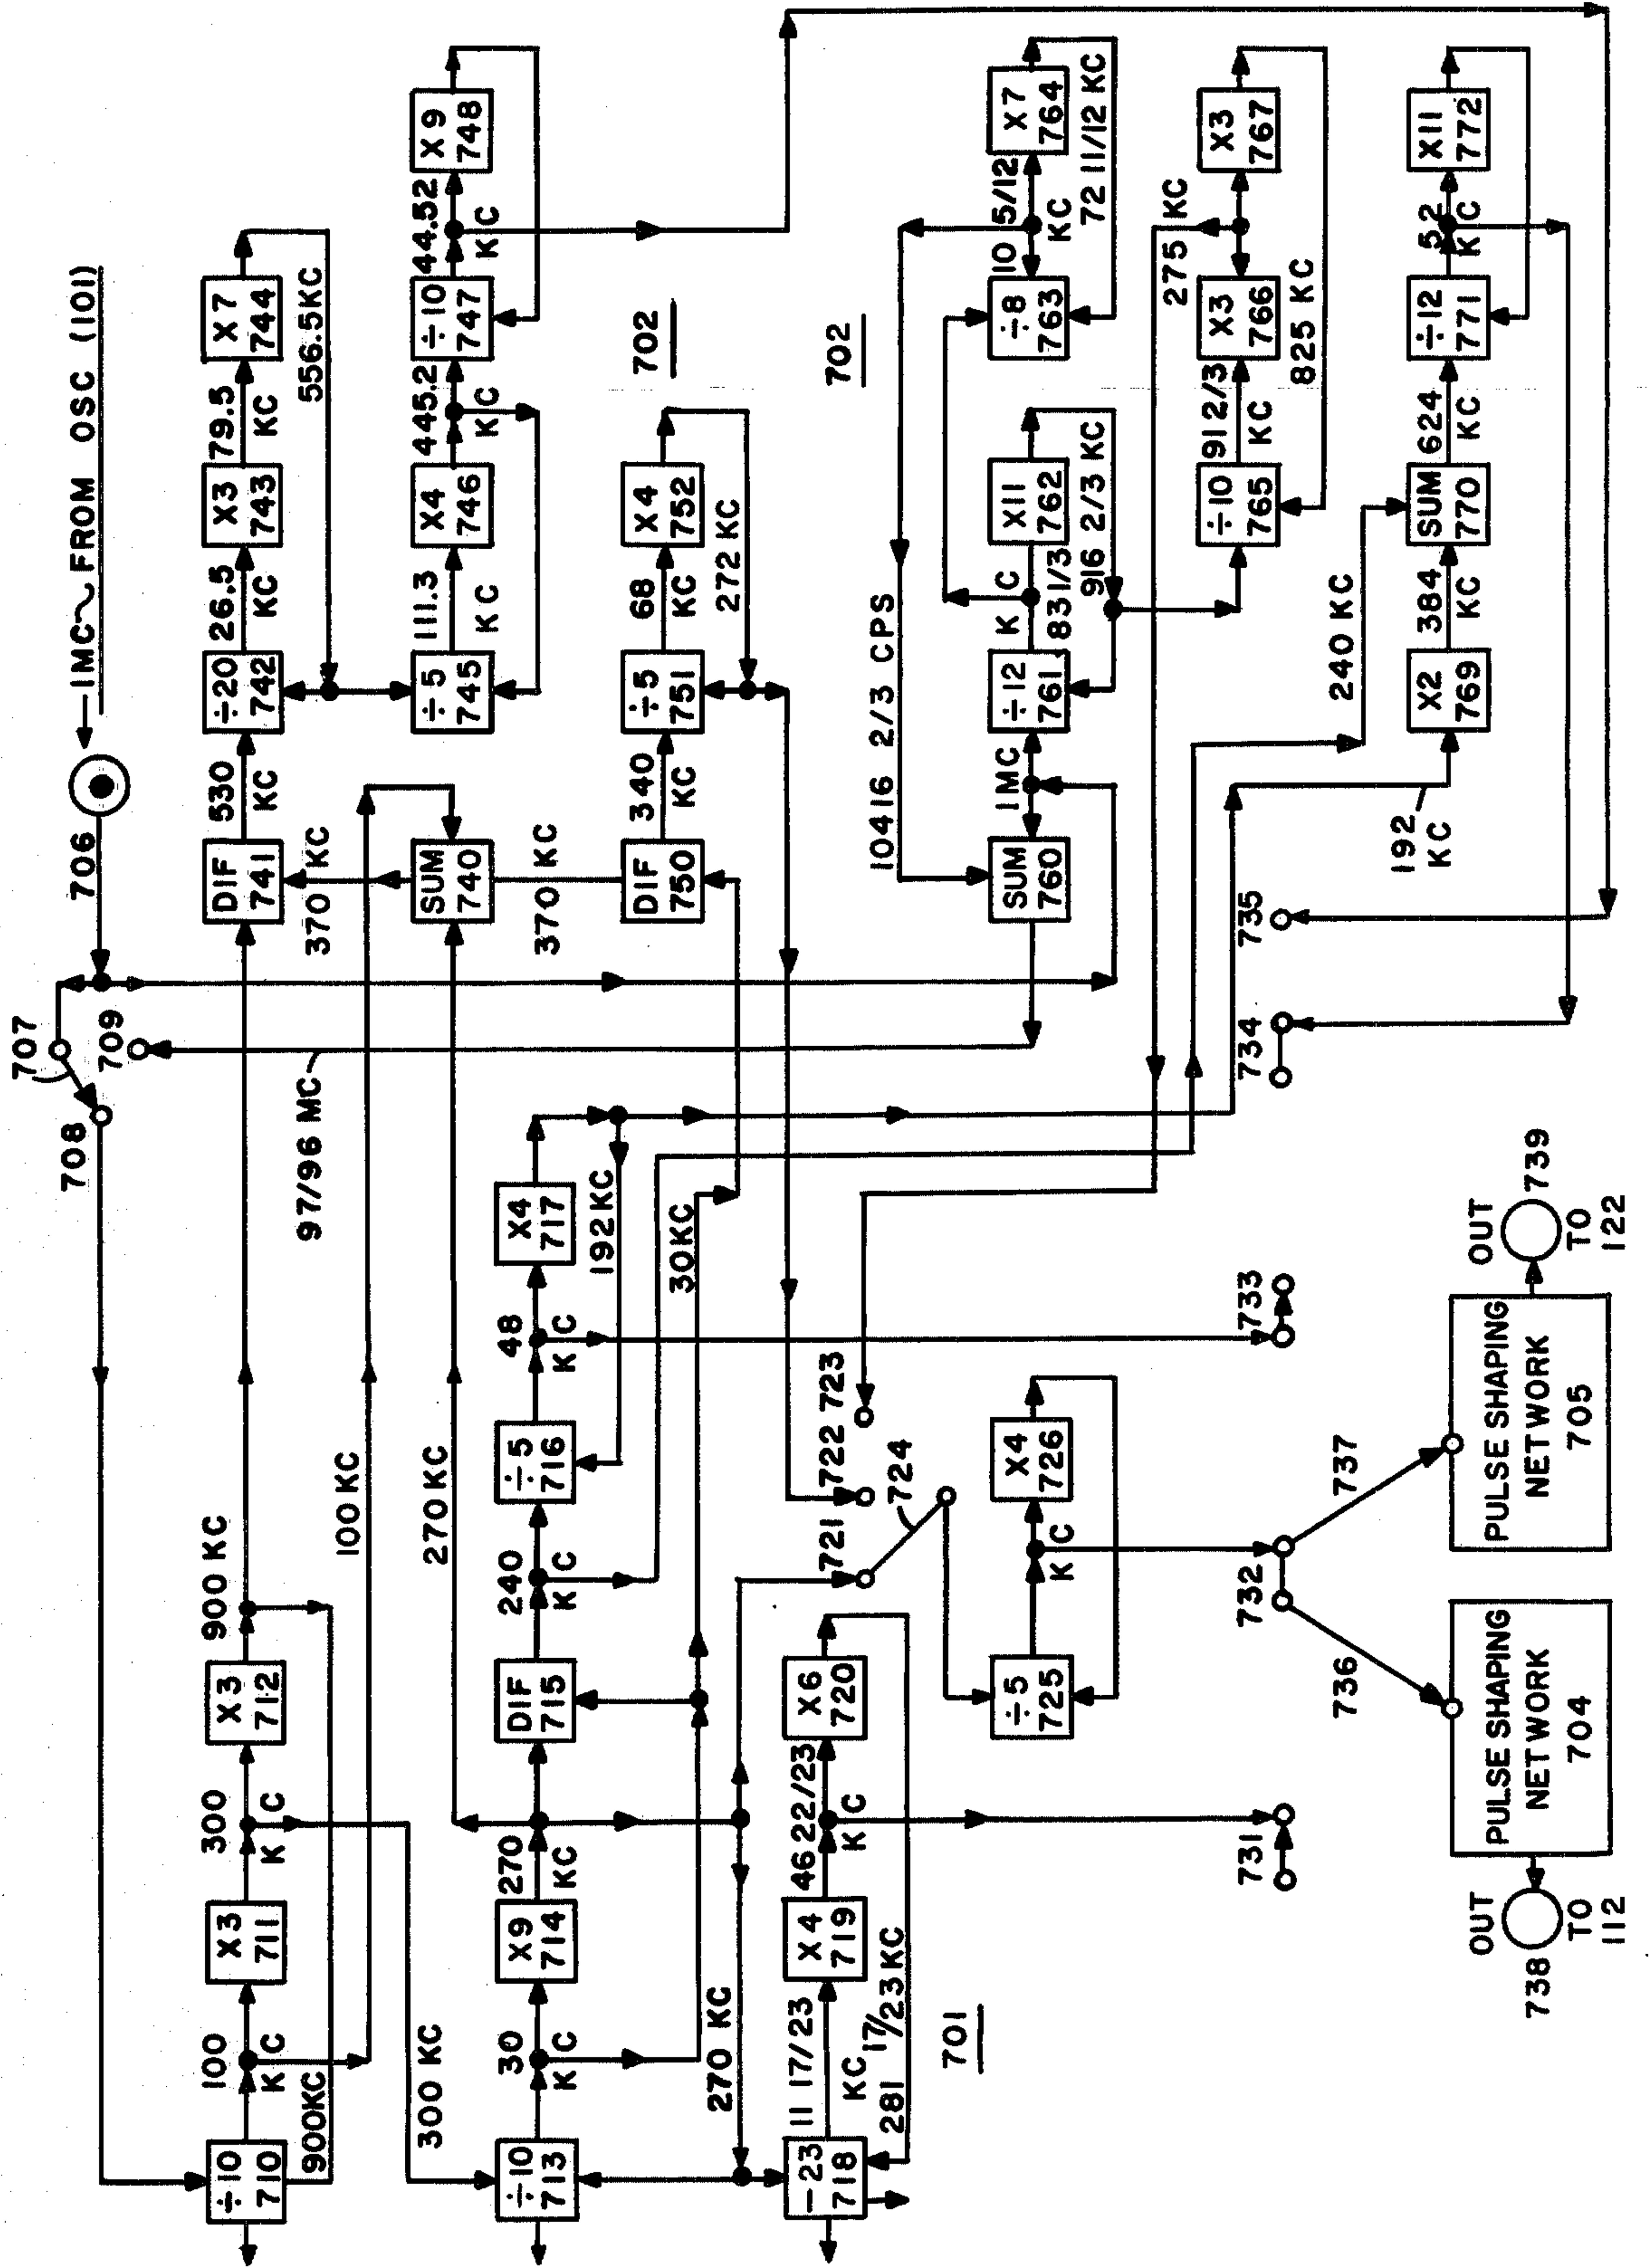 IMC FROM OSC (101)
706
707
708
709
÷10
710
100
KC
X3
711
300
KC
X3
712
900 KC
900KC
DIF
741
530
KC
÷20
742
26.5
KC
X3
743
79.5
KC
X7
744
556.5KC
100 KC
370 KC
SUM
740
÷5
745
111.3
KC
X4
746
445.2
KC
÷10
747
44.52
KC
X9
748
300 KC
270 KC
370 KC
÷10
713
30
KC
X9
714
270
KC
DIF
715
240
KC
÷5
716
48
KC
X4
717
192KC
30KC
DIF
750
340
KC
÷5
751
68
KC
X4
752
272 KC
702
97/96 MC
270 KC
-23
718
11 17/23
KC
X4
719
46 22/23
KC
X6
720
281 17/23KC
701
721
722
723
724
÷5
725
KC
X4
726
702
10416 2/3 CPS
SUM
760
1MC
÷12
761
KC
83 1/3
X11
762
916 2/3 KC
÷8
763
10 5/12
KC
X7
764
72 11/12 KC
275 KC
÷10
765
91 2/3
KC
X3
766
X3
767
825 KC
240 KC
192
KC
X2
769
384
KC
SUM
770
624
KC
÷12
771
52
KC
X11
772
731
732
733
734
735
736
737
PULSE SHAPING
NETWORK
704
PULSE SHAPING
NETWORK
705
OUT
738
TO
112
OUT
739
TO
122